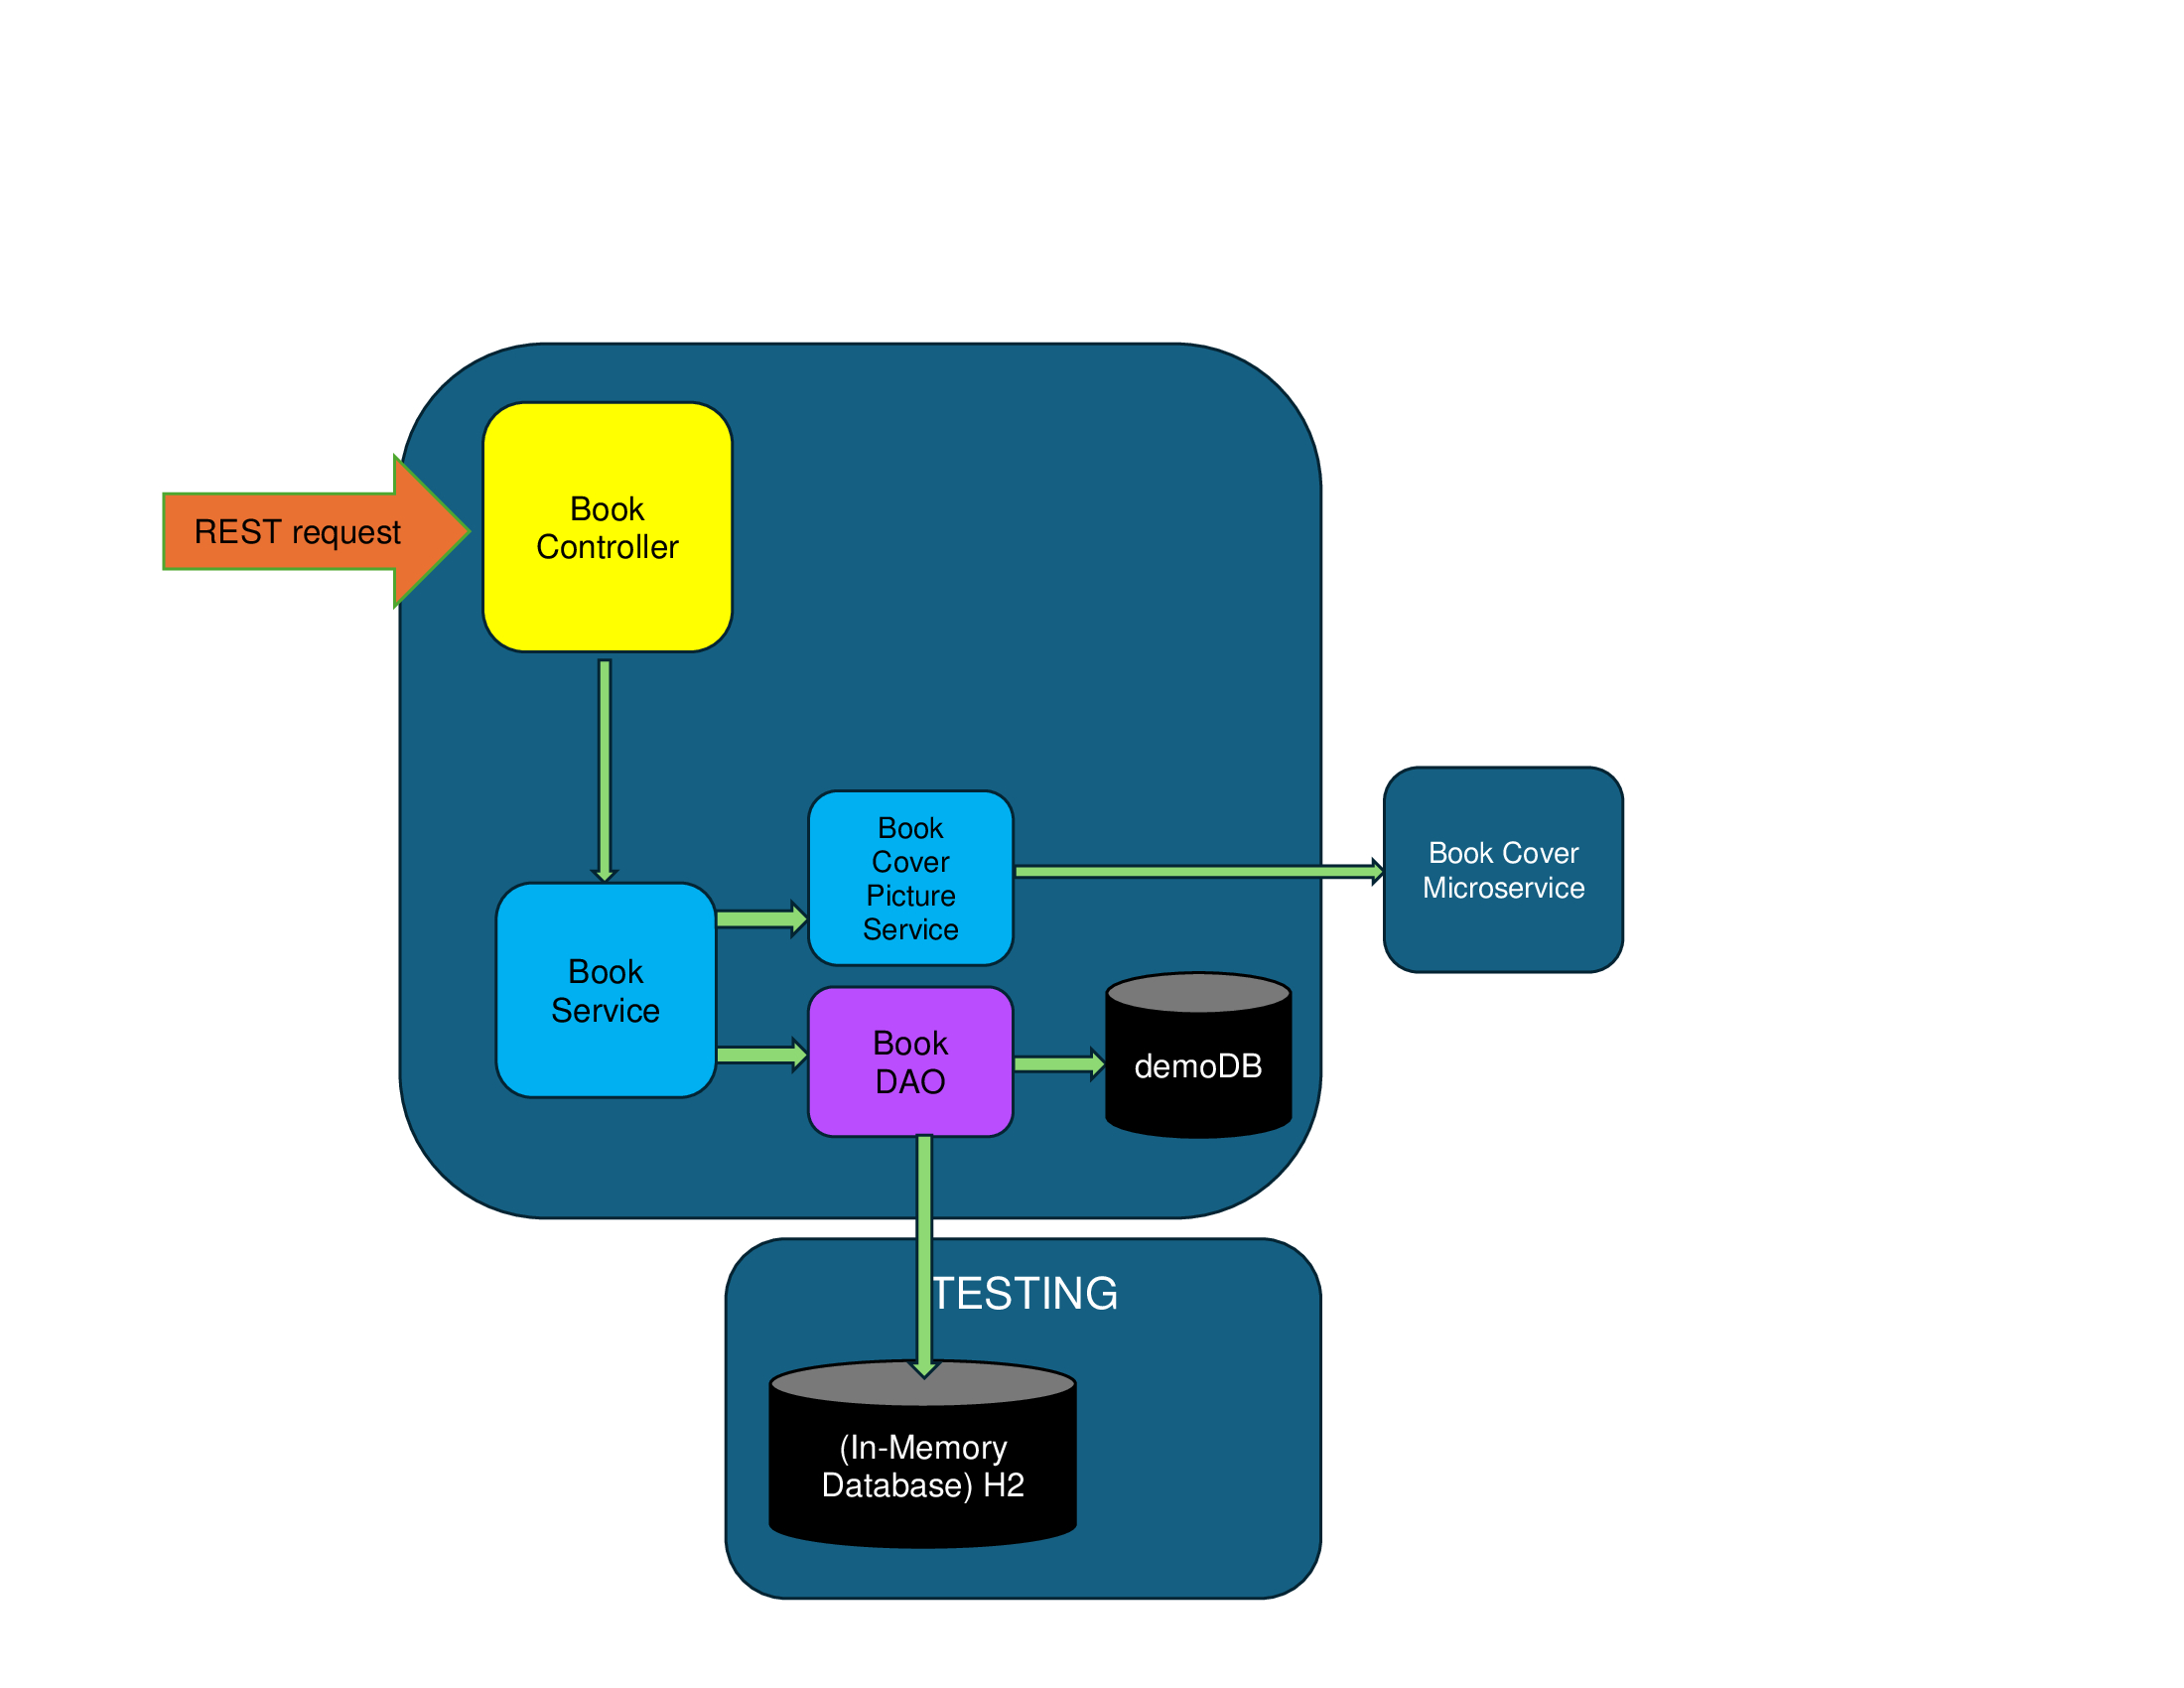 REST request
Book
Controller
Book
Cover
Picture
Service
Book Cover
Microservice
Book
Service
Book
DAO
demoDB
TESTING
(In-Memory
Database) H2